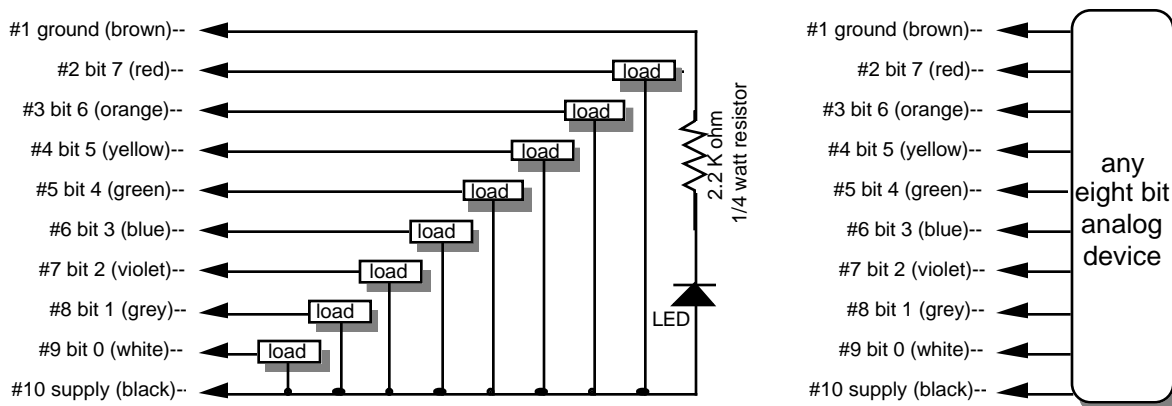 #1 ground (brown)--
#2 bit 7 (red)--
#3 bit 6 (orange)--
#4 bit 5 (yellow)--
#5 bit 4 (green)--
#6 bit 3 (blue)--
#7 bit 2 (violet)--
#8 bit 1 (grey)--
#9 bit 0 (white)--
#10 supply (black)--
load
load
load
load
load
load
load
load
2.2 K ohm
1/4 watt resistor
LED
#1 ground (brown)--
#2 bit 7 (red)--
#3 bit 6 (orange)--
#4 bit 5 (yellow)--
#5 bit 4 (green)--
#6 bit 3 (blue)--
#7 bit 2 (violet)--
#8 bit 1 (grey)--
#9 bit 0 (white)--
#10 supply (black)--
any
eight bit
analog
device